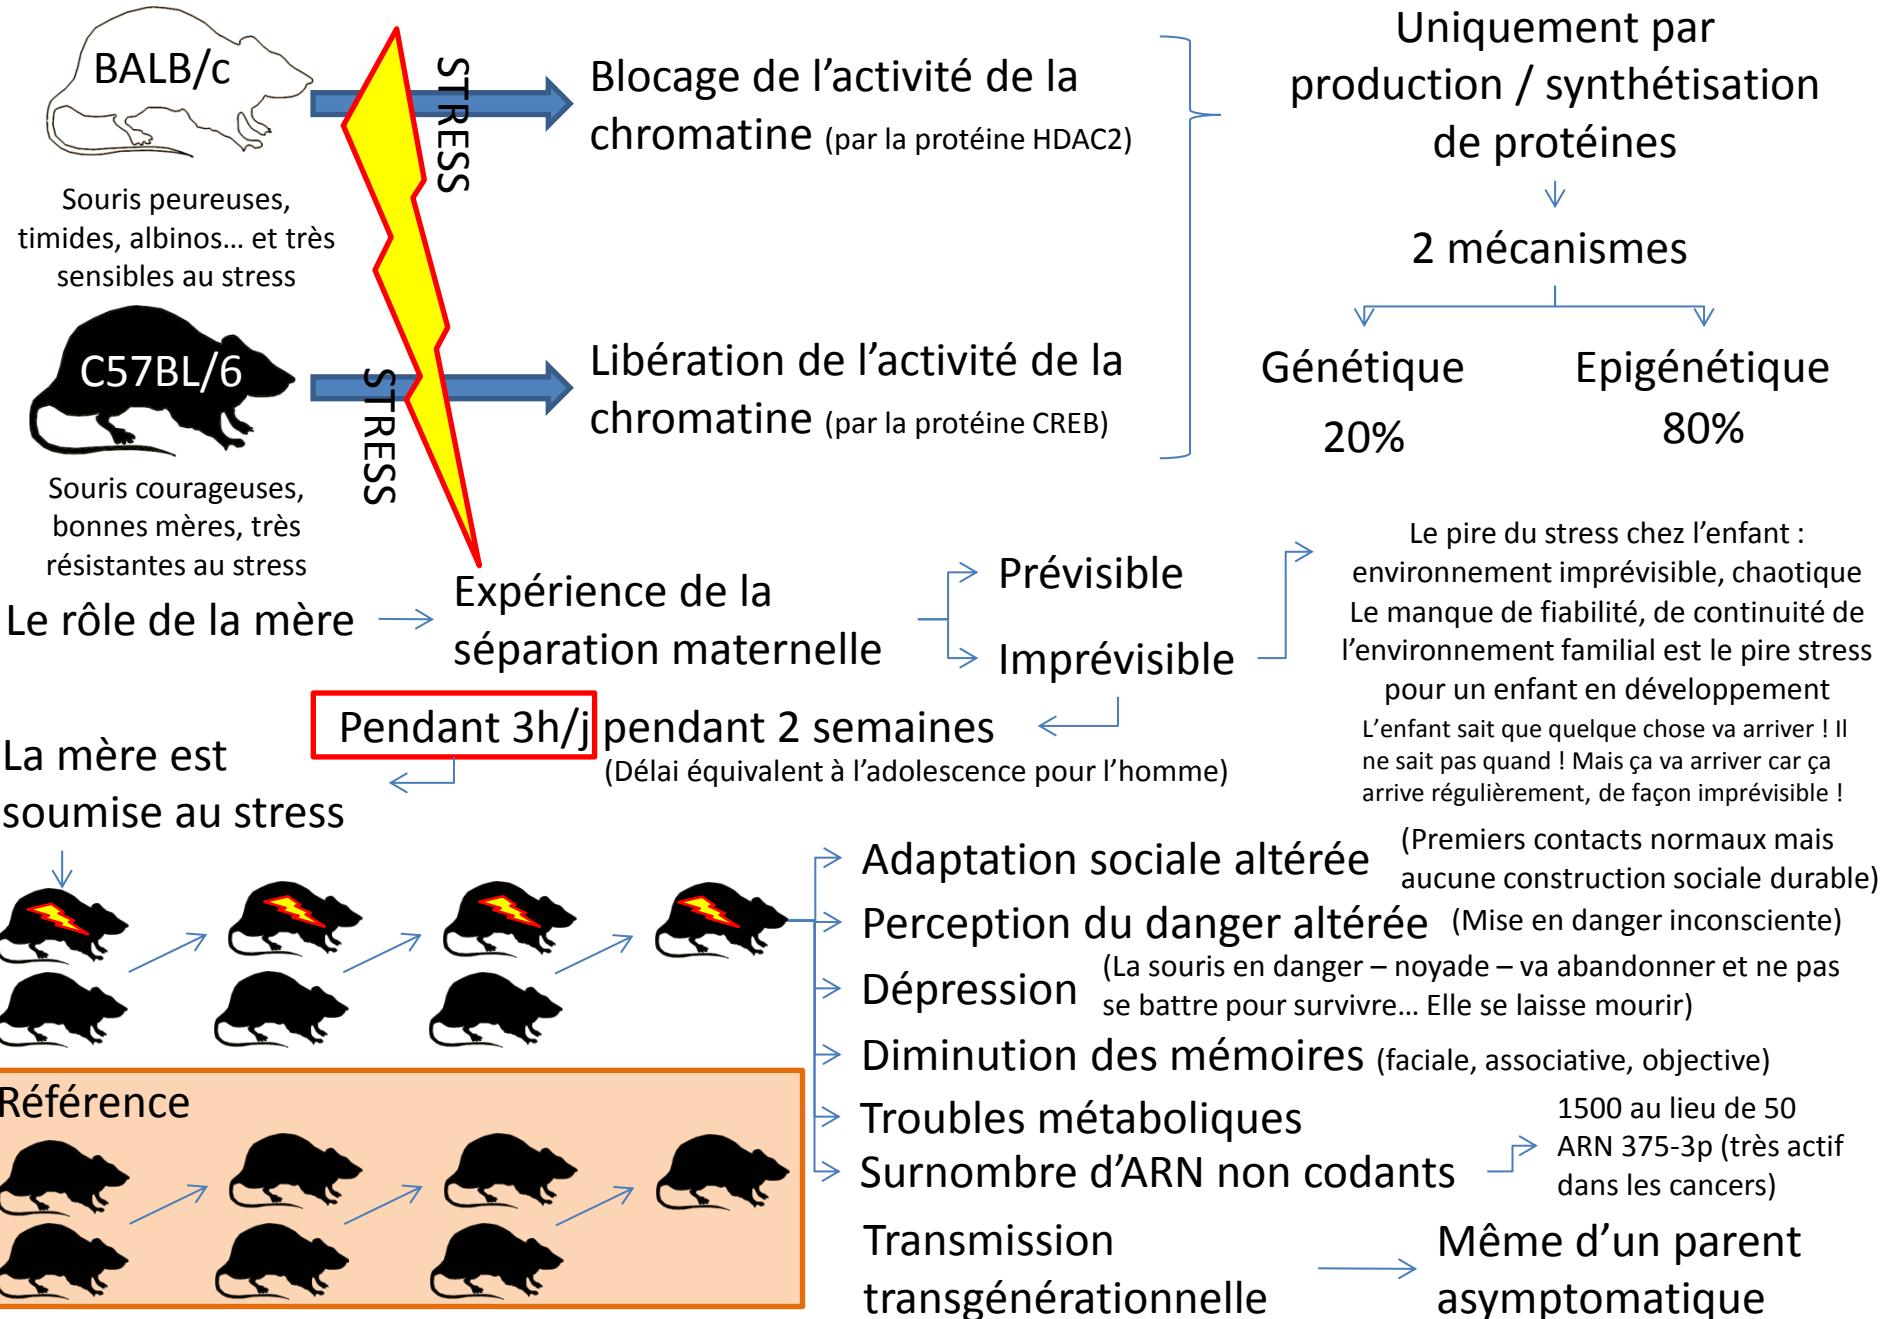 BALB/c
STRESS
Blocage de l’activité de la
chromatine (par la protéine HDAC2)
Uniquement par
production / synthétisation
de protéines
Souris peureuses,
timides, albinos… et très
sensibles au stress
2 mécanismes
C57BL/6
STRESS
Libération de l’activité de la
chromatine (par la protéine CREB)
Génétique
20%
Epigénétique
80%
Souris courageuses,
bonnes mères, très
résistantes au stress
Le rôle de la mère
Expérience de la
séparation maternelle
Prévisible
Imprévisible
Le pire du stress chez l’enfant :
environnement imprévisible, chaotique
Le manque de fiabilité, de continuité de
l’environnement familial est le pire stress
pour un enfant en développement
L’enfant sait que quelque chose va arriver ! Il
ne sait pas quand ! Mais ça va arriver car ça
arrive régulièrement, de façon imprévisible !
Pendant 3h/j pendant 2 semaines
(Délai équivalent à l’adolescence pour l’homme)
La mère est
soumise au stress
Adaptation sociale altérée
(Premiers contacts normaux mais
aucune construction sociale durable)
Perception du danger altérée (Mise en danger inconsciente)
Dépression
(La souris en danger – noyade – va abandonner et ne pas
se battre pour survivre… Elle se laisse mourir)
Diminution des mémoires (faciale, associative, objective)
Troubles métaboliques
Surnombre d’ARN non codants
1500 au lieu de 50
ARN 375-3p (très actif
dans les cancers)
Référence
Transmission
transgénérationnelle
Même d’un parent
asymptomatique